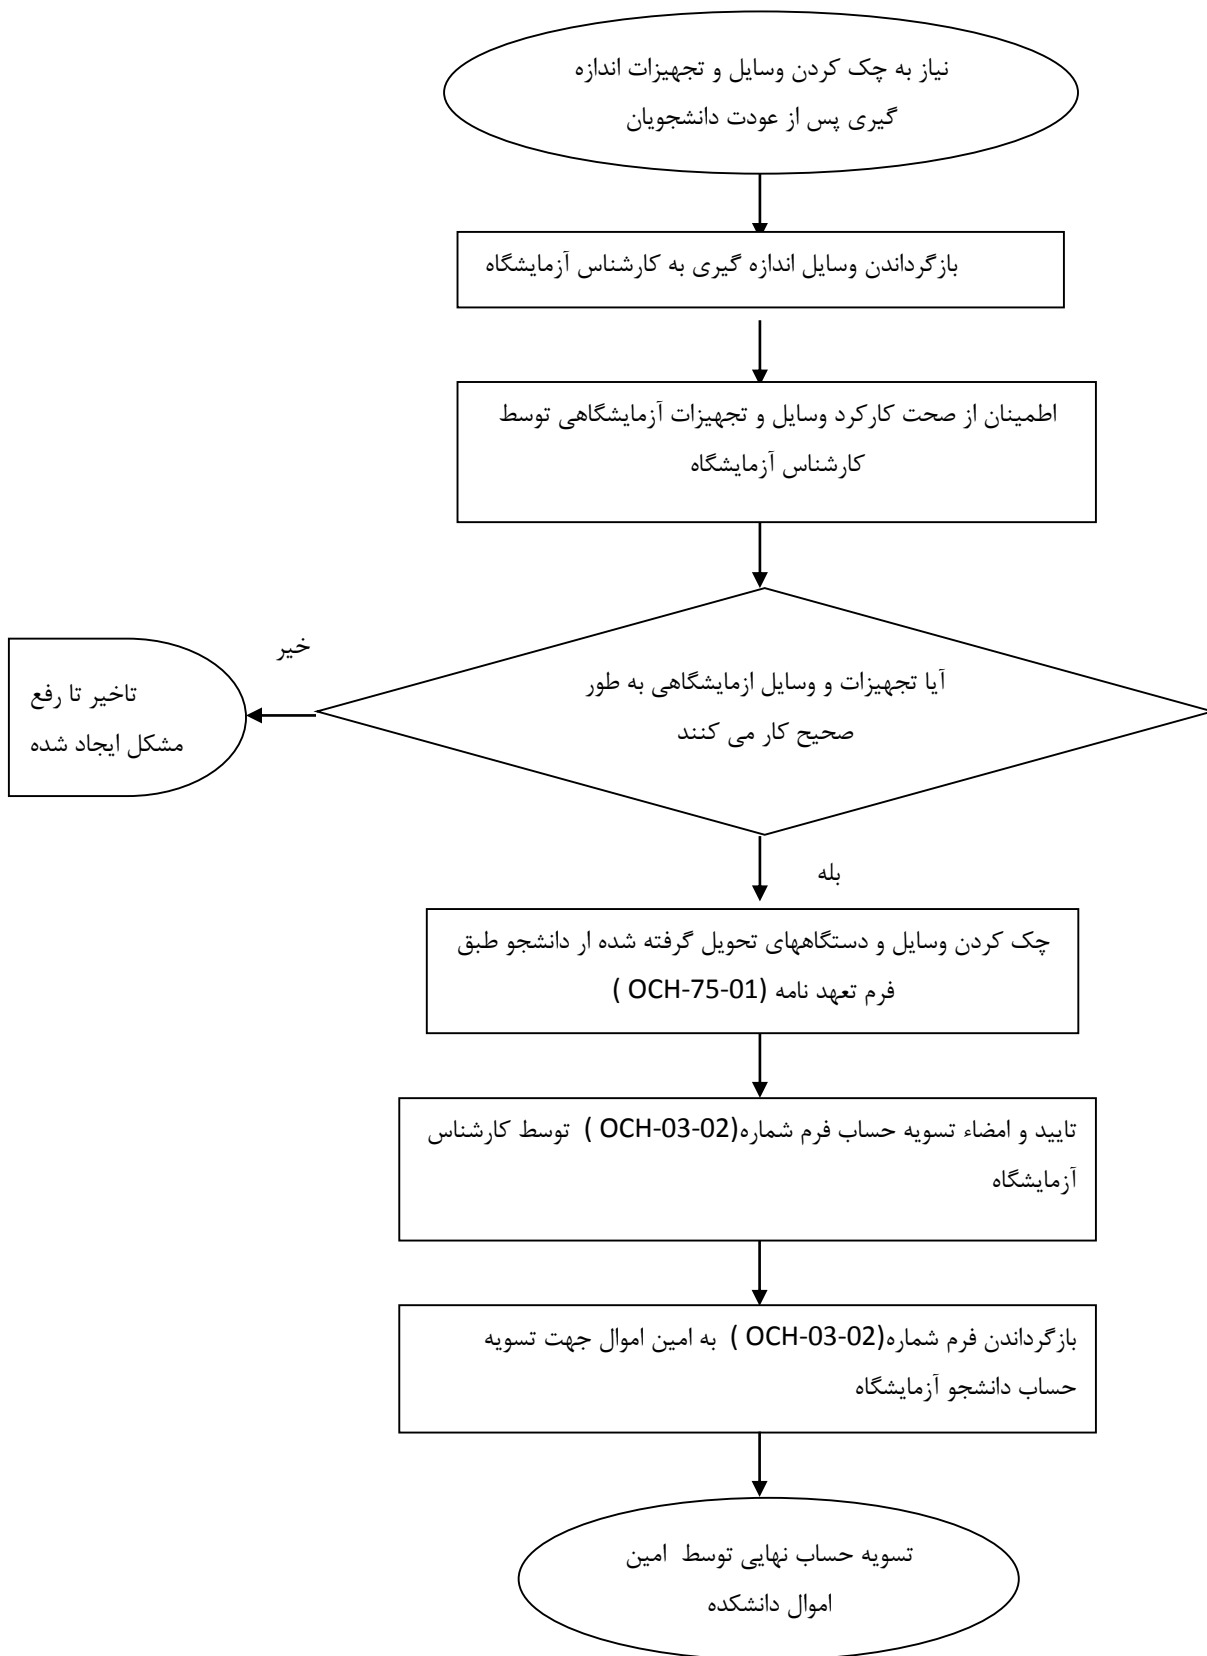 نیاز به چک کردن وسایل و تجهیزات اندازه
گیری پس از عودت دانشجویان
بازگرداندن وسایل اندازه گیری به کارشناس آزمایشگاه
اطمینان از صحت کارکرد وسایل و تجهیزات آزمایشگاهی توسط
کارشناس آزمایشگاه
آیا تجهیزات و وسایل ازمایشگاهی به طور
صحیح کار می کنند
خیر
تاخیر تا رفع
مشکل ایجاد شده
بله
چک کردن وسایل و دستگاههای تحویل گرفته شده ار دانشجو طبق
فرم تعهد نامه (OCH-75-01 )
تایید و امضاء تسویه حساب فرم شماره(OCH-03-02 ) توسط کارشناس
آزمایشگاه
بازگرداندن فرم شماره(OCH-03-02 ) به امین اموال جهت تسویه
حساب دانشجو آزمایشگاه
تسویه حساب نهایی توسط امین
اموال دانشکده